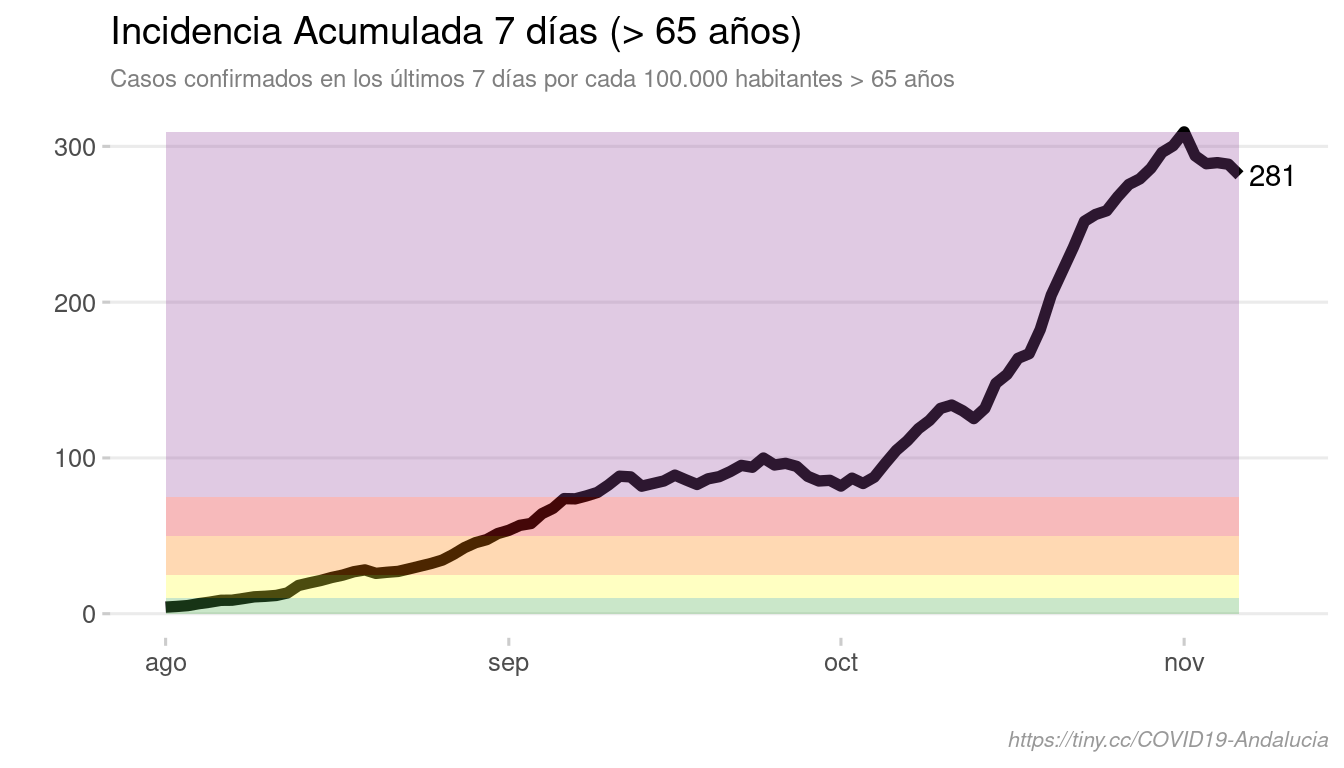 Incidencia Acumulada 7 días (> 65 años)
Casos confirmados en los últimos 7 días por cada 100.000 habitantes > 65 años
300
281
200
100
0
ago sep oct nov
https://tiny.cc/COVID19-Andalucia